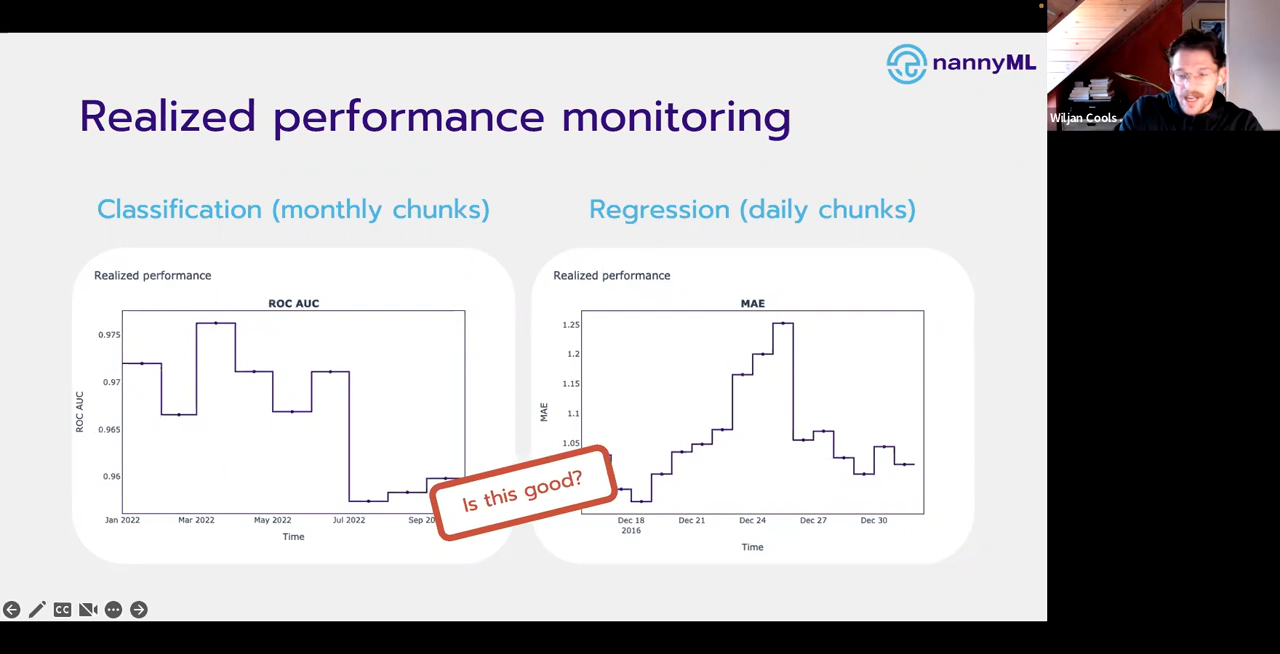 nannyML
Wiljan Cools
Realized performance monitoring
Classification (monthly chunks)
Realized performance
ROC AUC
ROC AUC
0.975
0.97
0.965
0.96
Jan 2022
Mar 2022
May 2022
Jul 2022
Sep 20
Time
Regression (daily chunks)
Realized performance
MAE
MAE
1.25
1.2
1.15
1.1
1.05
Dec 18
2016
Dec 21
Dec 24
Dec 27
Dec 30
Time
Is this good?
CC